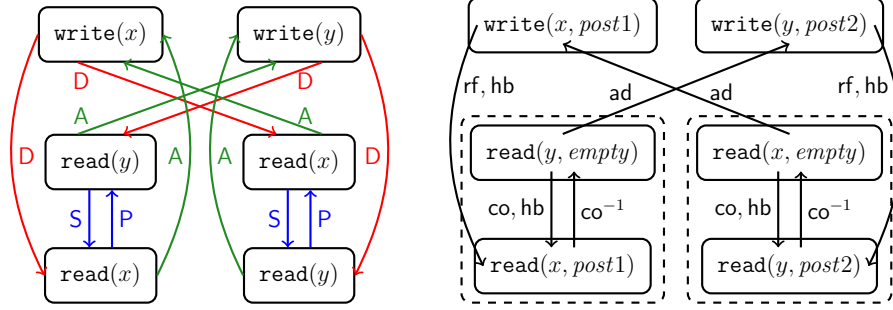 write(x) write(y) write(x, post1) write(y, post2)
D D rf, hb ad ad rf, hb
A A
D read(y) A A read(x) D read(y, empty) read(x, empty)
S P S P co, hb co⁻¹ co, hb co⁻¹
read(x) read(y) read(x, post1) read(y, post2)